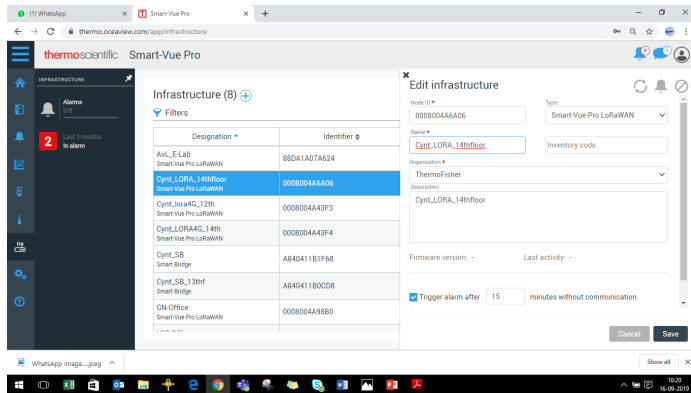 (1) WhatsApp
Smart-Vue Pro
thermo.oceaview.com/app/infrastructure
thermoscientific Smart-Vue Pro
INFRASTRUCTURE
Alarms
0/8
2
Last 3 months
In alarm
Infrastructure (8)
Filters
Designation
Identifier
AvL_E-Lab
Smart-Vue Pro LoRaWAN
88DA1A07A624
Cynt_LORA_14thfloor
Smart-Vue Pro LoRaWAN
0008004A6A06
Cynt_lora4G_12th
Smart-Vue Pro LoRaWAN
0008004A43F3
Cynt_LORA4G_14th
Smart-Vue Pro LoRaWAN
0008004A43F4
Cynt_SB
Smart Bridge
A840411B1F68
Cynt_SB_13thf
Smart Bridge
A840411B0CD8
GN-Office
Smart-Vue Pro LoRaWAN
0008004A98B0
Edit infrastructure
Node ID *
0008004A6A06
Type
Smart-Vue Pro LoRaWAN
Name *
Cynt_LORA_14thfloor
Inventory code
Organization *
ThermoFisher
Description
Cynt_LORA_14thfloor
Firmware version: -
Last activity: -
Trigger alarm after 15 minutes without communication.
Cancel
Save
WhatsApp Image....jpeg
Show all
10:20
16-09-2019